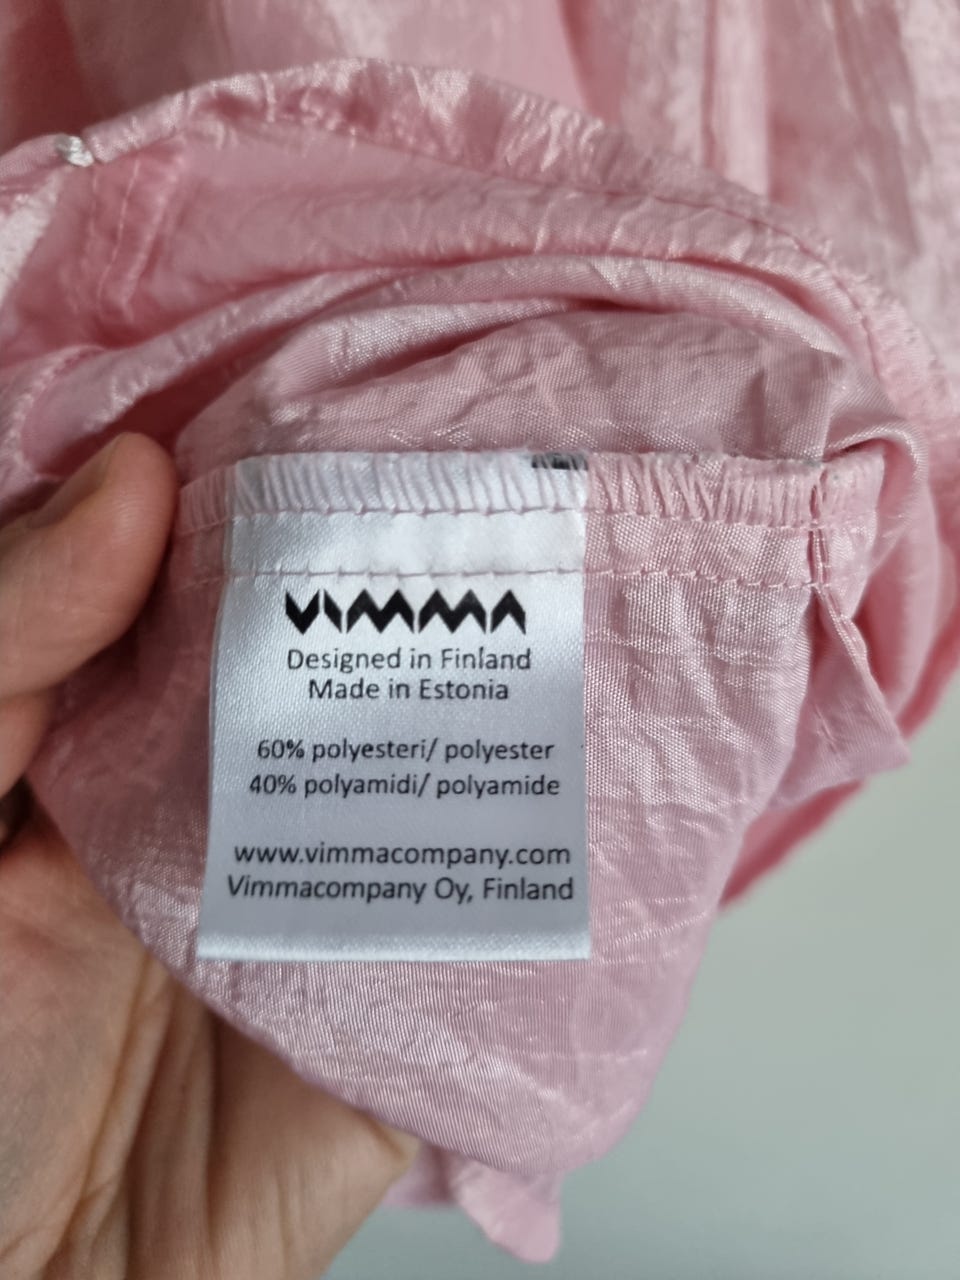 VIMMA
Designed in Finland
Made in Estonia
60% polyesteri/ polyester
40% polyamidi/ polyamide
www.vimmacompany.com
Vimmacompany Oy, Finland